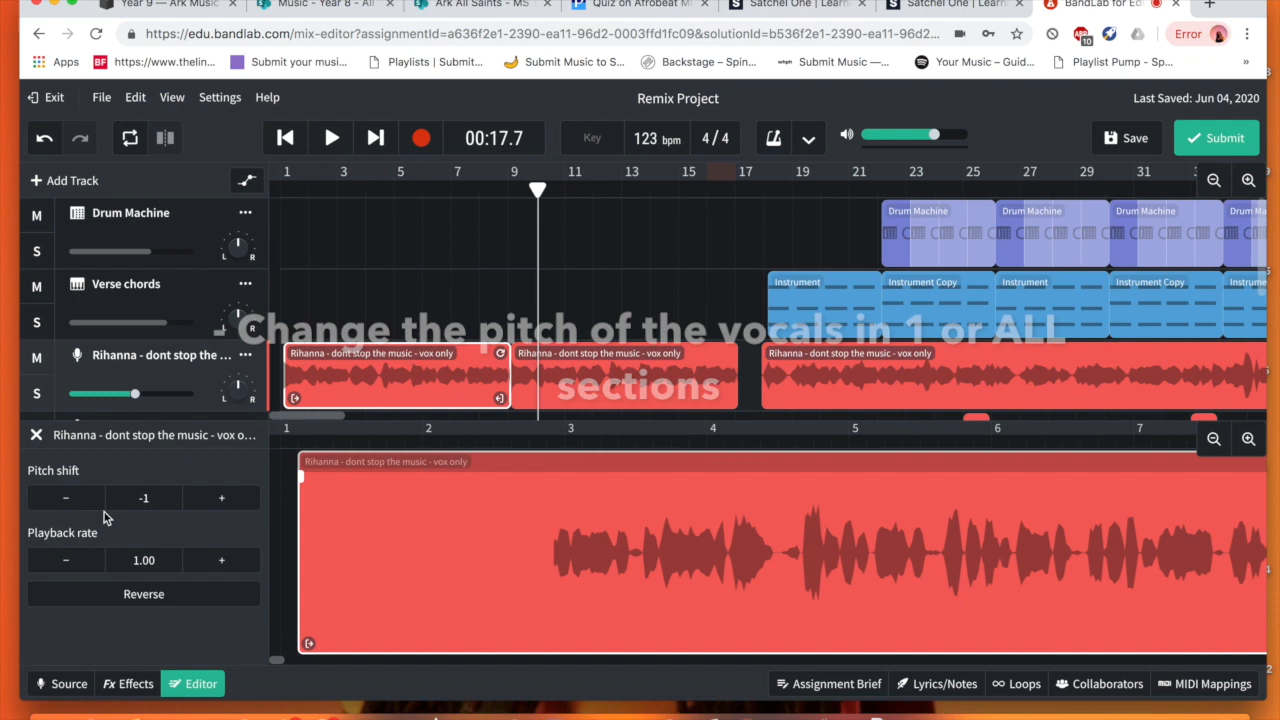 Year 9 — Ark Music
Music - Year 8 - All
Ark All Saints - MS
Quiz on Afrobeat M
Satchel One | Learn
Satchel One | Learn
BandLab for Ed
https://edu.bandlab.com/mix-editor?assignmentId=a636f2e1-2390-ea11-96d2-0003ffd1fc09&solutionId=b536f2e1-2390-ea11-96d2...
10
Error
Apps
BF https://www.thelin...
Submit your musi...
Playlists | Submit...
Submit Music to S...
Backstage – Spin...
whph Submit Music —...
Your Music – Guid...
Playlist Pump - Sp...
»
Exit File Edit View Settings Help
Remix Project
Last Saved: Jun 04, 2020
00:17.7
Key 123 bpm 4/4
Save Submit
+ Add Track
1 3 5 7 9 11 13 15 17 19 21 23 25 27 29 31
M Drum Machine •••
S L R
Drum Machine Drum Machine Drum Machine Drum Ma
M Verse chords •••
S L R
Instrument Instrument Copy Instrument Instrument Copy Instrume
- Change the pitch of the vocals in 1 or ALL
sections
M Rihanna - dont stop the ... •••
S L R
Rihanna - dont stop the music - vox only
Rihanna - dont stop the music - vox only
Rihanna - dont stop the music - vox only
Rihanna - dont stop the music - vox o...
1 2 3 4 5 6 7
Rihanna - dont stop the music - vox only
Pitch shift
− -1 +
Playback rate
− 1.00 +
Reverse
Source Fx Effects Editor
Assignment Brief Lyrics/Notes Loops Collaborators MIDI Mappings